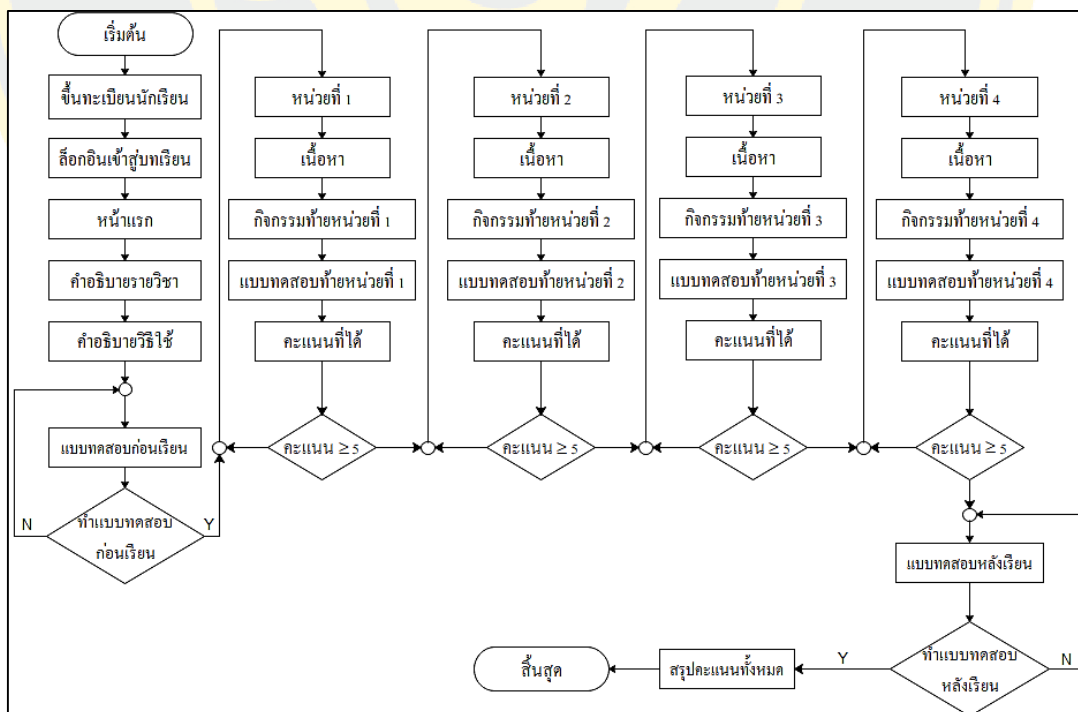 เริ่มต้น
ขึ้นทะเบียนนักเรียน
ล็อกอินเข้าสู่บทเรียน
หน้าแรก
คำอธิบายรายวิชา
คำอธิบายวิธีใช้
แบบทดสอบก่อนเรียน
N
ทำแบบทดสอบ
ก่อนเรียน
Y
หน่วยที่ 1
เนื้อหา
กิจกรรมท้ายหน่วยที่ 1
แบบทดสอบท้ายหน่วยที่ 1
คะแนนที่ได้
คะแนน ≥ 5
หน่วยที่ 2
เนื้อหา
กิจกรรมท้ายหน่วยที่ 2
แบบทดสอบท้ายหน่วยที่ 2
คะแนนที่ได้
คะแนน ≥ 5
หน่วยที่ 3
เนื้อหา
กิจกรรมท้ายหน่วยที่ 3
แบบทดสอบท้ายหน่วยที่ 3
คะแนนที่ได้
คะแนน ≥ 5
หน่วยที่ 4
เนื้อหา
กิจกรรมท้ายหน่วยที่ 4
แบบทดสอบท้ายหน่วยที่ 4
คะแนนที่ได้
คะแนน ≥ 5
แบบทดสอบหลังเรียน
ทำแบบทดสอบ
หลังเรียน
N
Y
สรุปคะแนนทั้งหมด
สิ้นสุด